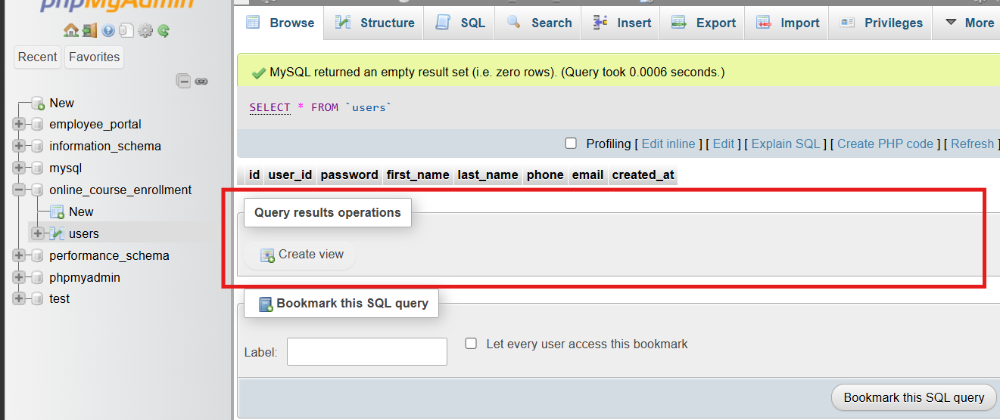 phpMyAdmin
Browse Structure SQL Search Insert Export Import Privileges More
Recent Favorites
New
employee_portal
information_schema
mysql
online_course_enrollment
New
users
performance_schema
phpmyadmin
test
MySQL returned an empty result set (i.e. zero rows). (Query took 0.0006 seconds.)
SELECT * FROM `users`
Profiling [ Edit inline ] [ Edit ] [ Explain SQL ] [ Create PHP code ] [ Refresh ]
id user_id password first_name last_name phone email created_at
Query results operations
Create view
Bookmark this SQL query
Label: Let every user access this bookmark
Bookmark this SQL query